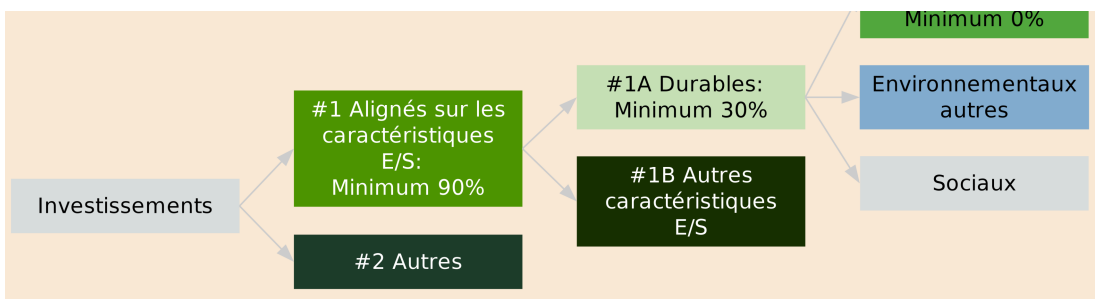 Investissements
#1 Alignés sur les
caractéristiques
E/S:
Minimum 90%
#2 Autres
#1A Durables:
Minimum 30%
#1B Autres
caractéristiques
E/S
Minimum 0%
Environnementaux
autres
Sociaux